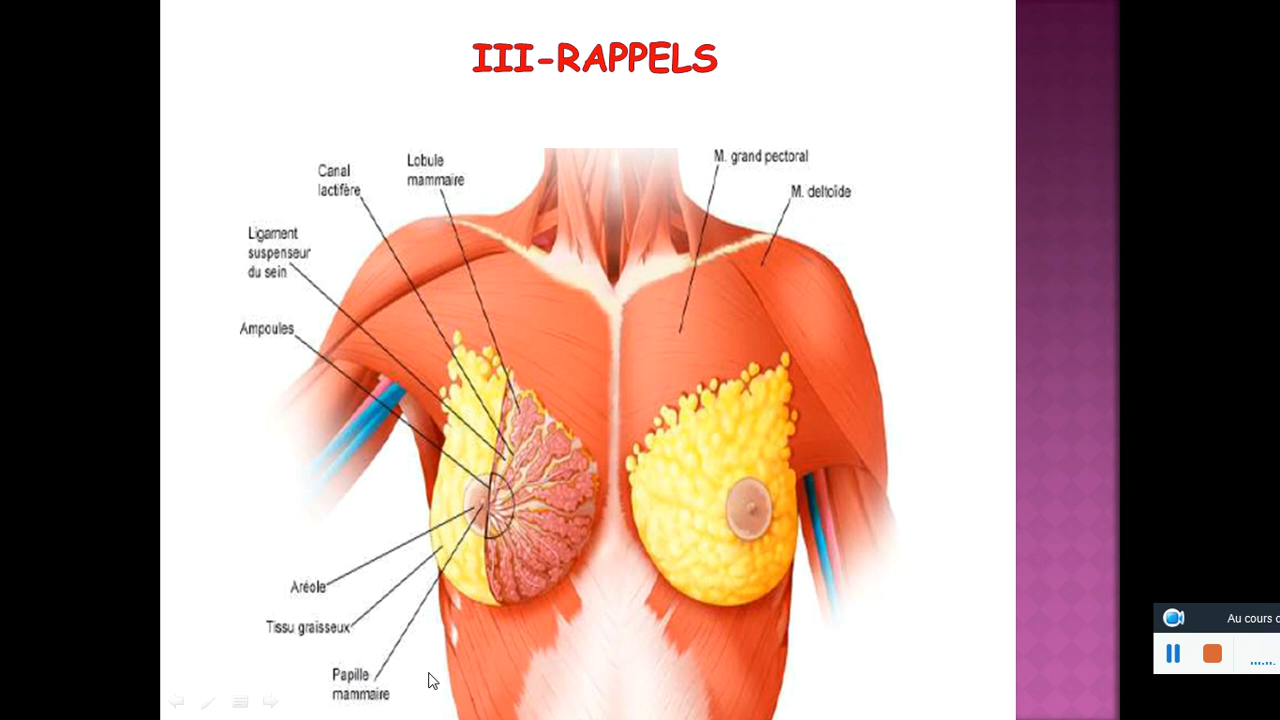 III-RAPPELS
Canal
lactifère
Lobule
mammaire
M. grand pectoral
M. deltoïde
Ligament
suspenseur
du sein
Ampoules
Aréole
Tissu graisseux
Papille
mammaire
Au cours